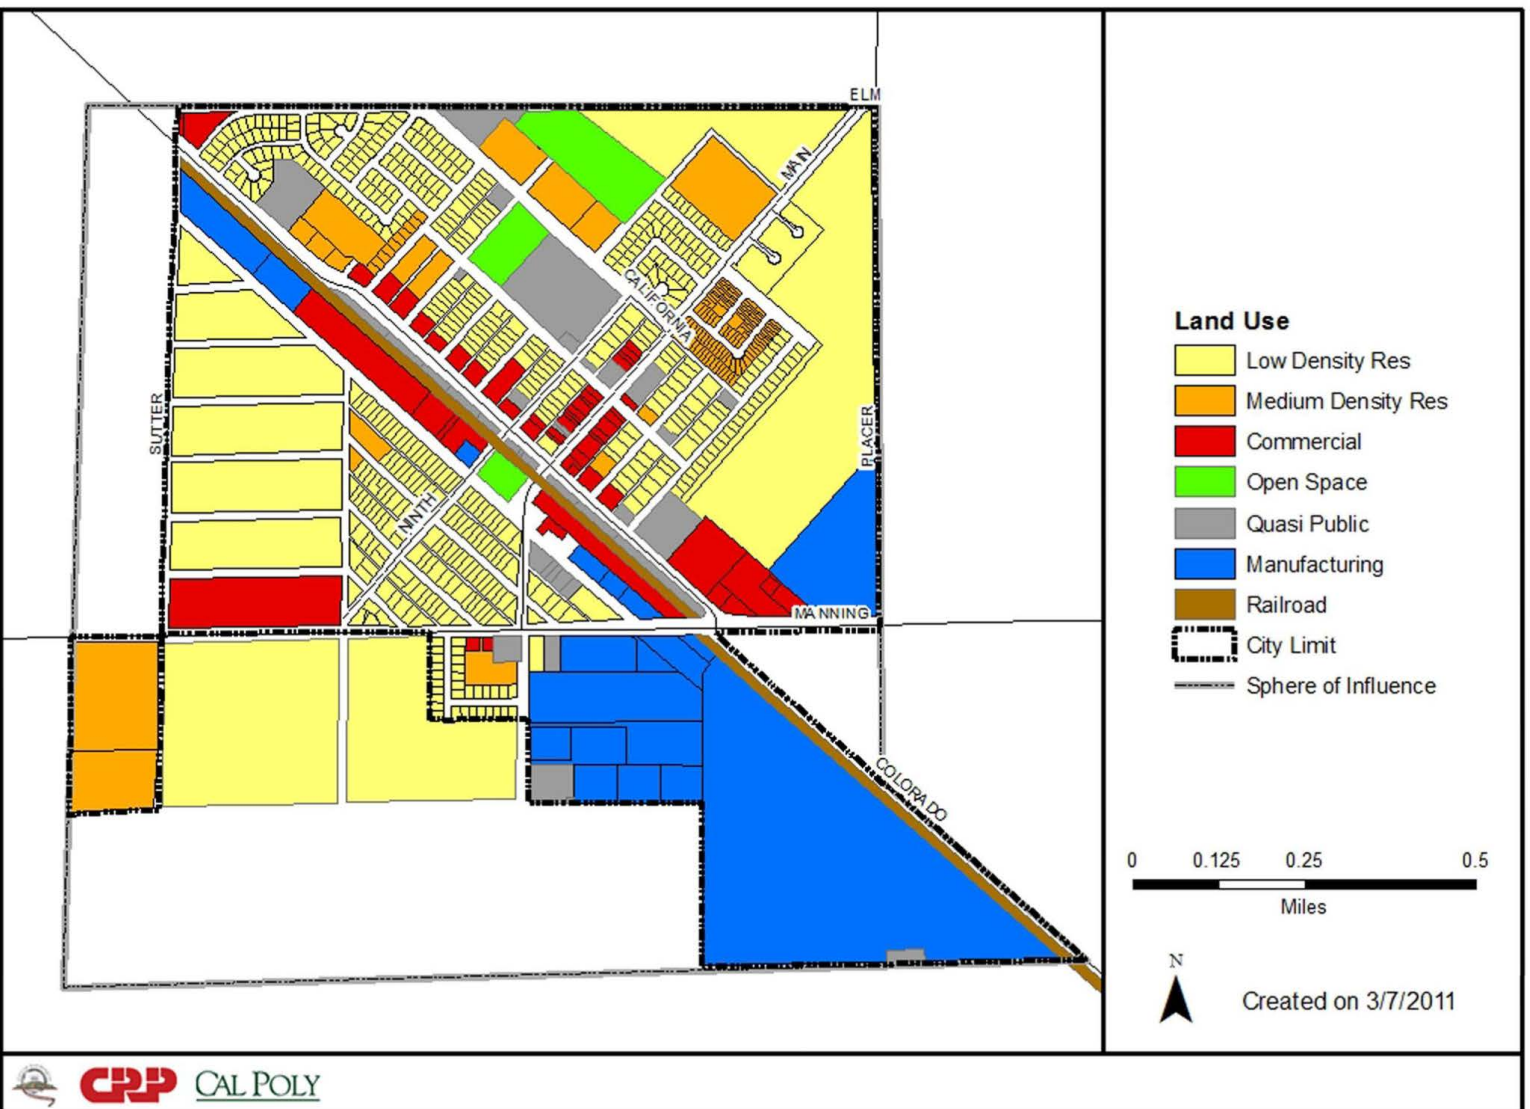 ELM
MAIN
CALIFORNIA
SUTTER
PLACER
NINTH
MANNING
COLORADO
Land Use
Low Density Res
Medium Density Res
Commercial
Open Space
Quasi Public
Manufacturing
Railroad
City Limit
Sphere of Influence
0 0.125 0.25 0.5
Miles
N
Created on 3/7/2011
CRP CAL POLY